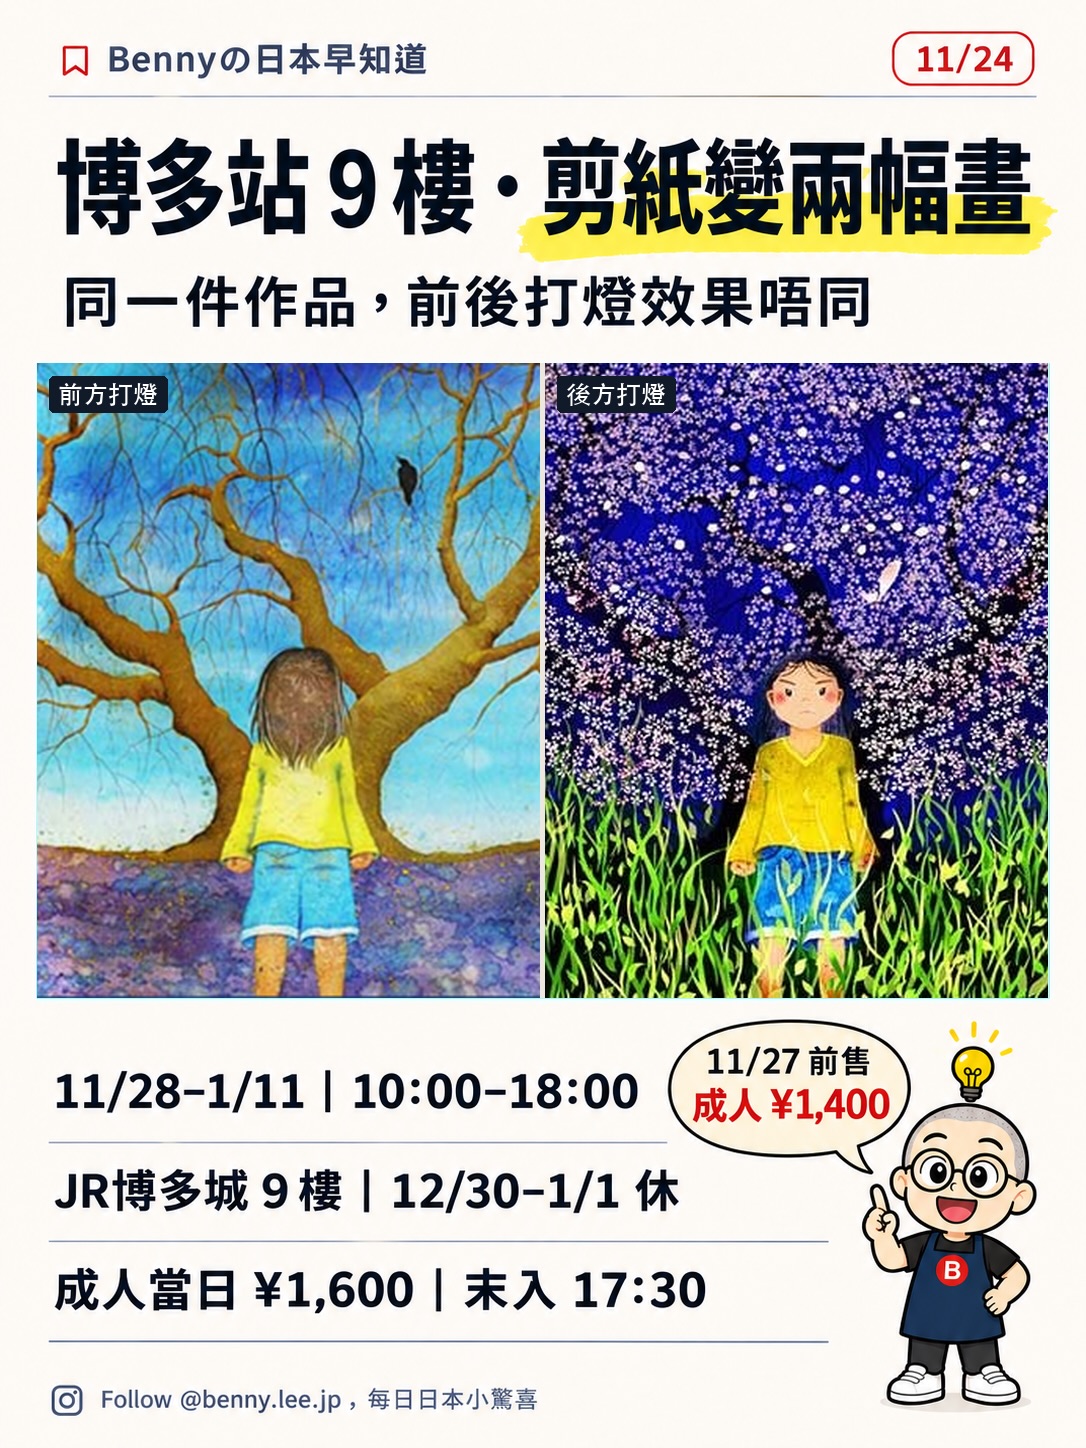 Bennyの日本早知道
11/24
博多站9樓・剪紙變兩幅畫
同一件作品，前後打燈效果唔同
前方打燈
後方打燈
11/27 前售
成人 ¥1,400
11/28–1/11｜10:00–18:00
JR博多城 9 樓｜12/30–1/1 休
成人當日 ¥1,600｜末入 17:30
B
Follow @benny.lee.jp，每日日本小驚喜